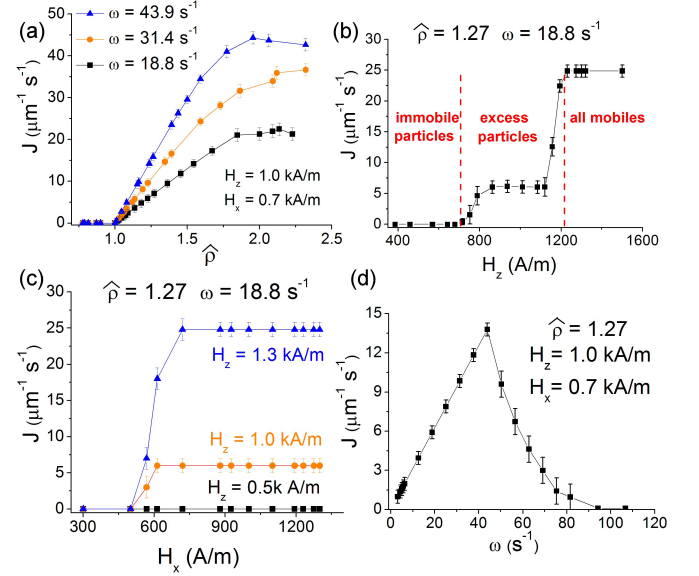 (a)
ω = 43.9 s⁻¹
ω = 31.4 s⁻¹
ω = 18.8 s⁻¹
J (μm⁻¹ s⁻¹)
50
45
40
35
30
25
20
15
10
5
0
H_z = 1.0 kA/m
H_x = 0.7 kA/m
1.0 1.5 2.0 2.5
ρ̂
(b)
ρ̂ = 1.27 ω = 18.8 s⁻¹
J (μm⁻¹ s⁻¹)
25
20
15
10
5
0
immobile
particles
excess
particles
all mobiles
400 800 1200 1600
H_z (A/m)
(c)
ρ̂ = 1.27 ω = 18.8 s⁻¹
J (μm⁻¹ s⁻¹)
25
20
15
10
5
0
H_z = 1.3 kA/m
H_z = 1.0 kA/m
H_z = 0.5k A/m
300 600 900 1200
H_x (A/m)
(d)
ρ̂ = 1.27
H_z = 1.0 kA/m
H_x = 0.7 kA/m
J (μm⁻¹ s⁻¹)
15
12
9
6
3
0
0 20 40 60 80 100 120
ω (s⁻¹)